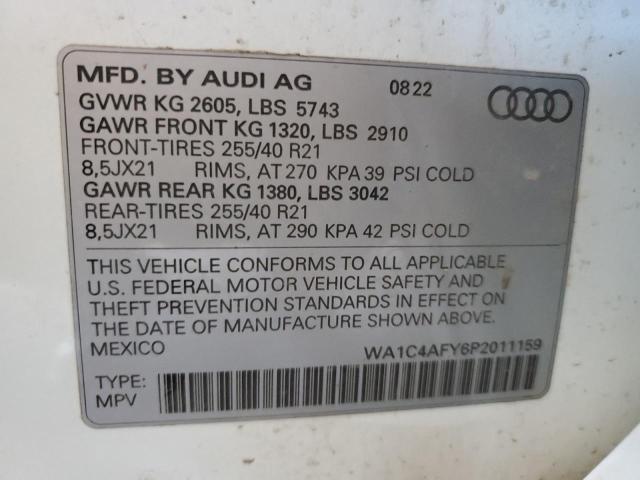 MFD. BY AUDI AG 08 22
GVWR KG 2605, LBS 5743
GAWR FRONT KG 1320, LBS 2910
FRONT-TIRES 255/40 R21
8,5JX21 RIMS, AT 270 KPA 39 PSI COLD
GAWR REAR KG 1380, LBS 3042
REAR-TIRES 255/40 R21
8,5JX21 RIMS, AT 290 KPA 42 PSI COLD
THIS VEHICLE CONFORMS TO ALL APPLICABLE
U.S. FEDERAL MOTOR VEHICLE SAFETY AND
THEFT PREVENTION STANDARDS IN EFFECT ON
THE DATE OF MANUFACTURE SHOWN ABOVE.
MEXICO WA1C4AFY6P2011159
TYPE:
MPV